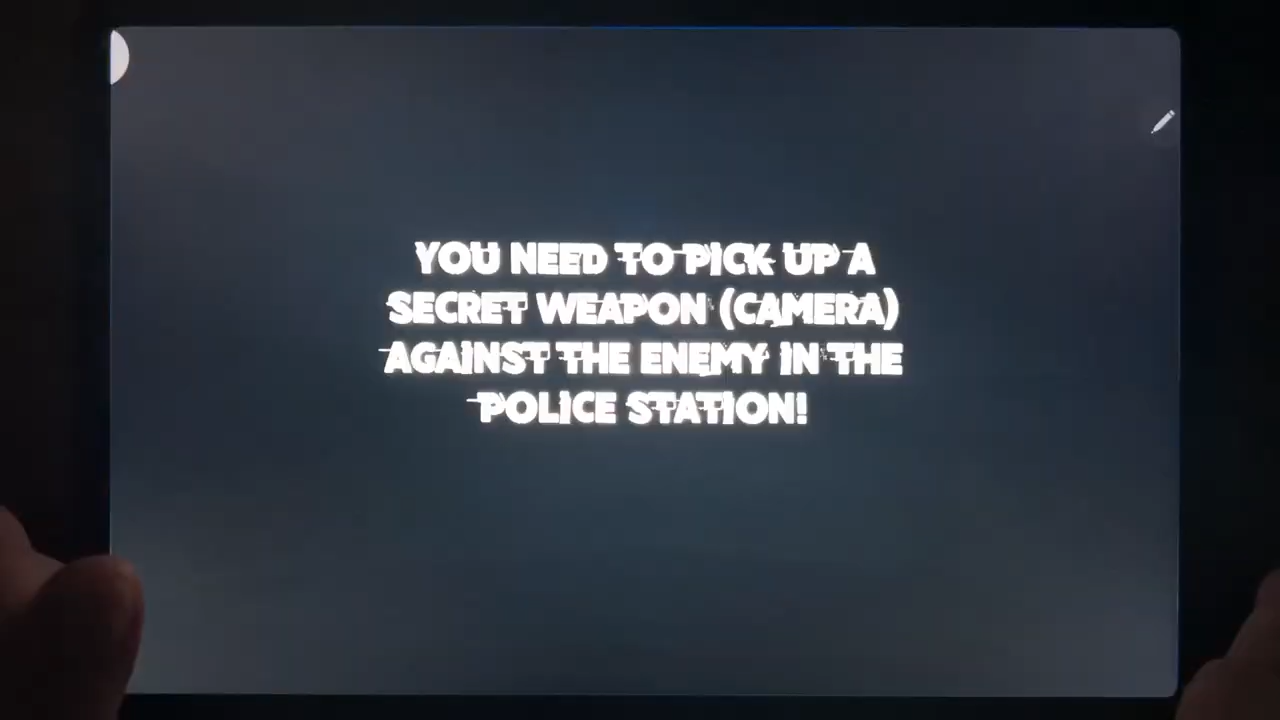 YOU NEED TO PICK UP A
SECRET WEAPON (CAMERA)
AGAINST THE ENEMY IN THE
POLICE STATION!